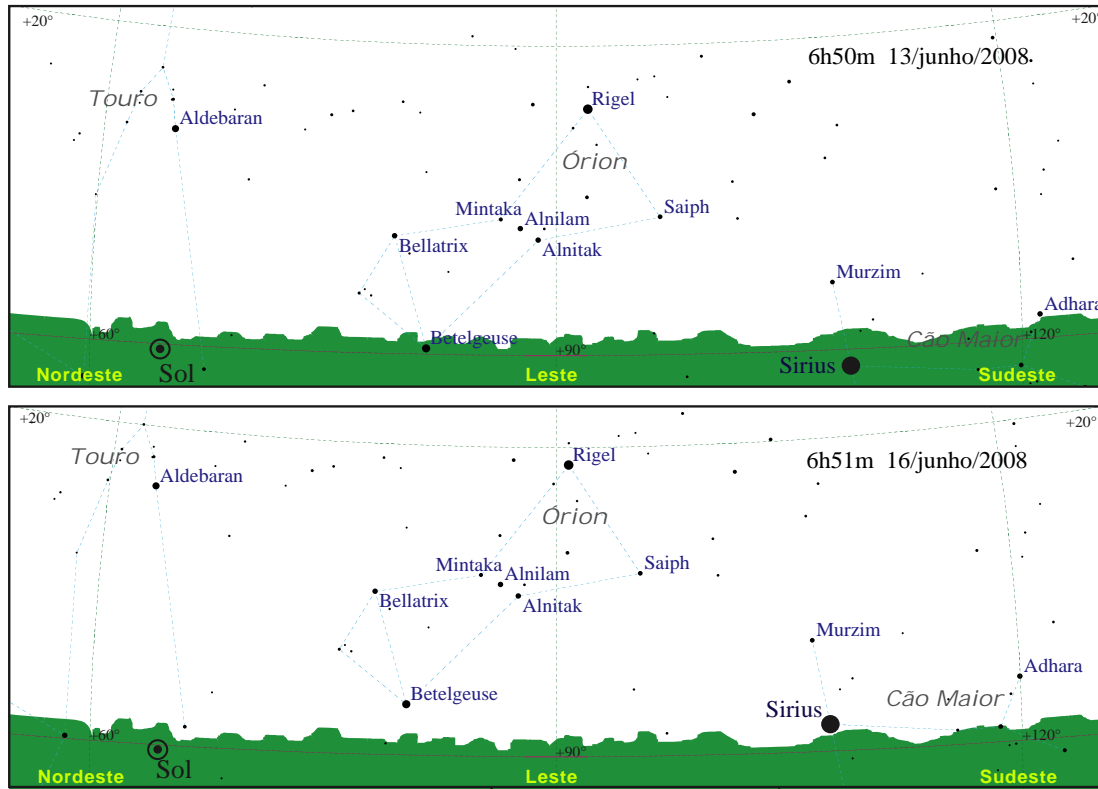 +20°
+20°
6h50m 13/junho/2008
Touro
Rigel
Aldebaran
Órion
Mintaka
Alnilam
Saiph
Bellatrix
Alnitak
Murzim
Adhara
+60°
Betelgeuse
Cão Maior
+120°
+90°
Sirius
Nordeste
Sol
Leste
Sudeste
+20°
+20°
Touro
Rigel
6h51m 16/junho/2008
Aldebaran
Órion
Mintaka
Alnilam
Saiph
Bellatrix
Alnitak
Murzim
Adhara
Betelgeuse
Cão Maior
Sirius
+60°
+120°
+90°
Nordeste
Sol
Leste
Sudeste